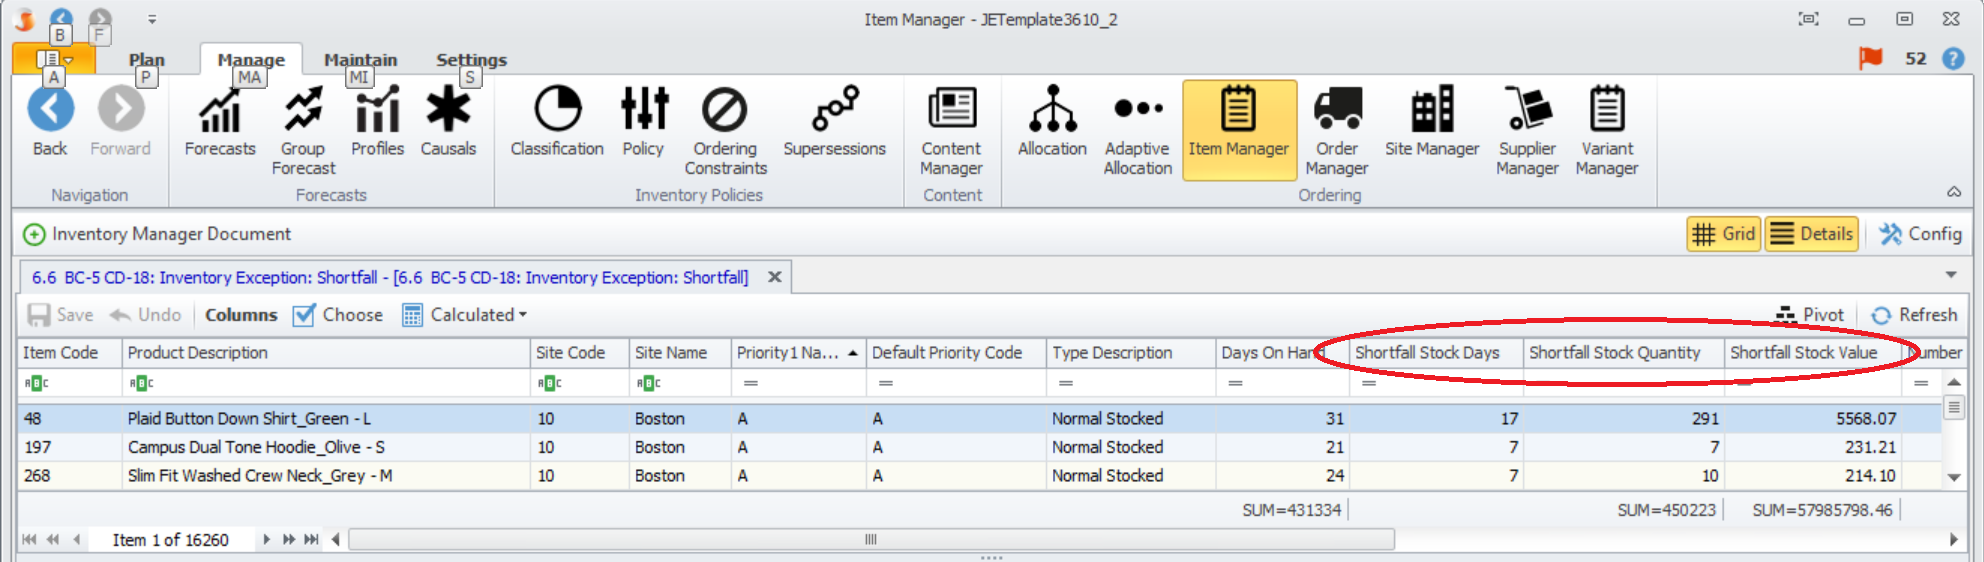 Item Manager - JETemplate3610_2
B F
Plan Manage Maintain Settings 52 ?
A P MA MI S
Back Forward Forecasts Group Forecast Profiles Causals Classification Policy Ordering Constraints Supersessions Content Manager Allocation Adaptive Allocation Item Manager Order Manager Site Manager Supplier Manager Variant Manager
Navigation Forecasts Inventory Policies Content Ordering
Inventory Manager Document Grid Details Config
6.6 BC-5 CD-18: Inventory Exception: Shortfall - [6.6 BC-5 CD-18: Inventory Exception: Shortfall]
Save Undo Columns Choose Calculated Pivot Refresh
Item Code Product Description Site Code Site Name Priority1 Na... Default Priority Code Type Description Days On Han Shortfall Stock Days Shortfall Stock Quantity Shortfall Stock Value umber
ABC ABC ABC ABC = = = = = = =
48 Plaid Button Down Shirt_Green - L 10 Boston A A Normal Stocked 31 17 291 5568.07
197 Campus Dual Tone Hoodie_Olive - S 10 Boston A A Normal Stocked 21 7 7 231.21
268 Slim Fit Washed Crew Neck_Grey - M 10 Boston A A Normal Stocked 24 7 10 214.10
SUM=431334 SUM=450223 SUM=57985798.46
Item 1 of 16260